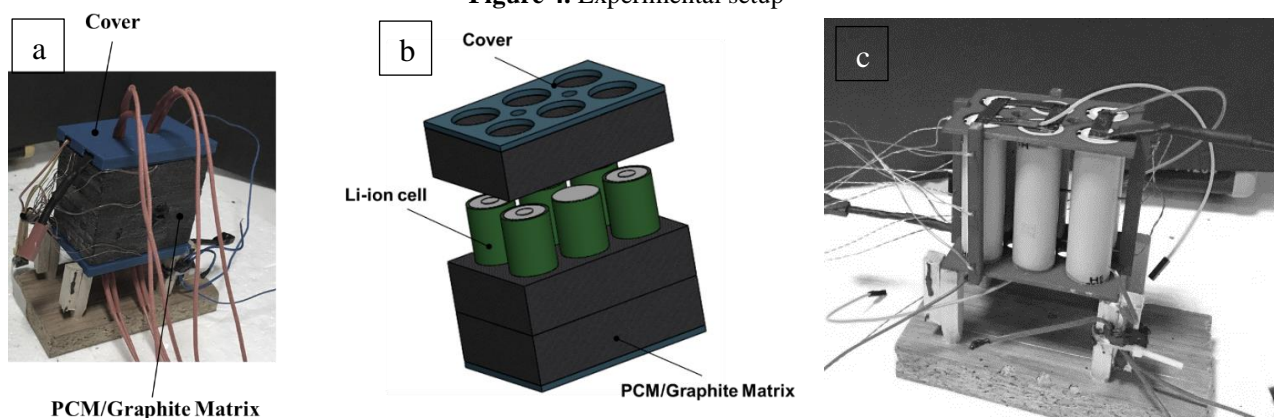 Figure 4. Experimental setup
a
Cover
PCM/Graphite Matrix
b
Cover
Li-ion cell
PCM/Graphite Matrix
c